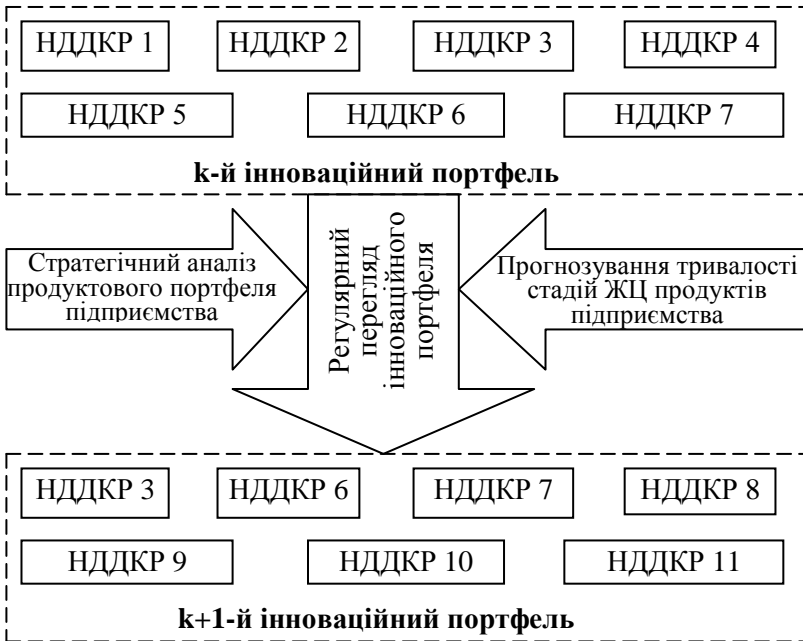 НДДКР 1 НДДКР 2 НДДКР 3 НДДКР 4
НДДКР 5 НДДКР 6 НДДКР 7
k-й інноваційний портфель
Стратегічний аналіз
продуктового портфеля
підприємства
Регулярний
перегляд
інноваційного
портфеля
Прогнозування тривалості
стадій ЖЦ продуктів
підприємства
НДДКР 3 НДДКР 6 НДДКР 7 НДДКР 8
НДДКР 9 НДДКР 10 НДДКР 11
k+1-й інноваційний портфель